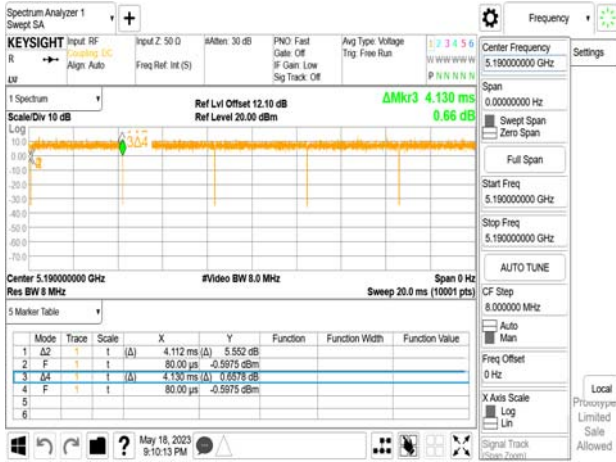 Spectrum Analyzer 1
Swept SA
Frequency
KEYSIGHT
R
Input: RF
Coupling: DC
Align: Auto
Input Z: 50 Ω
Freq Ref: Int (S)
#Atten: 30 dB
PNO: Fast
Gate: Off
IF Gain: Low
Sig Track: Off
Avg Type: Voltage
Trig: Free Run
1 2 3 4 5 6
W W W W W W
P N N N N N
1 Spectrum
Scale/Div 10 dB
Log
Ref Lvl Offset 12.10 dB
Ref Level 20.00 dBm
ΔMkr3 4.130 ms
0.66 dB
10.0
0.00
-10.0
-20.0
-30.0
-40.0
-50.0
-60.0
-70.0
3Δ4
Center 5.190000000 GHz
Res BW 8 MHz
#Video BW 8.0 MHz
Span 0 Hz
Sweep 20.0 ms (10001 pts)
5 Marker Table
Mode Trace Scale X Y Function Function Width Function Value
1 Δ2 1 t (Δ) 4.112 ms (Δ) 5.552 dB
2 F 1 t 80.00 µs -0.5975 dBm
3 Δ4 1 t (Δ) 4.130 ms (Δ) 0.6578 dB
4 F 1 t 80.00 µs -0.5975 dBm
5
6
May 18, 2023
9:10:13 PM
Center Frequency
5.190000000 GHz
Settings
Span
0.00000000 Hz
Swept Span
Zero Span
Full Span
Start Freq
5.190000000 GHz
Stop Freq
5.190000000 GHz
AUTO TUNE
CF Step
8.000000 MHz
Auto
Man
Freq Offset
0 Hz
X Axis Scale
Log
Lin
Signal Track
(Span Zoom)
Local
Prototype
Limited
Sale
Allowed